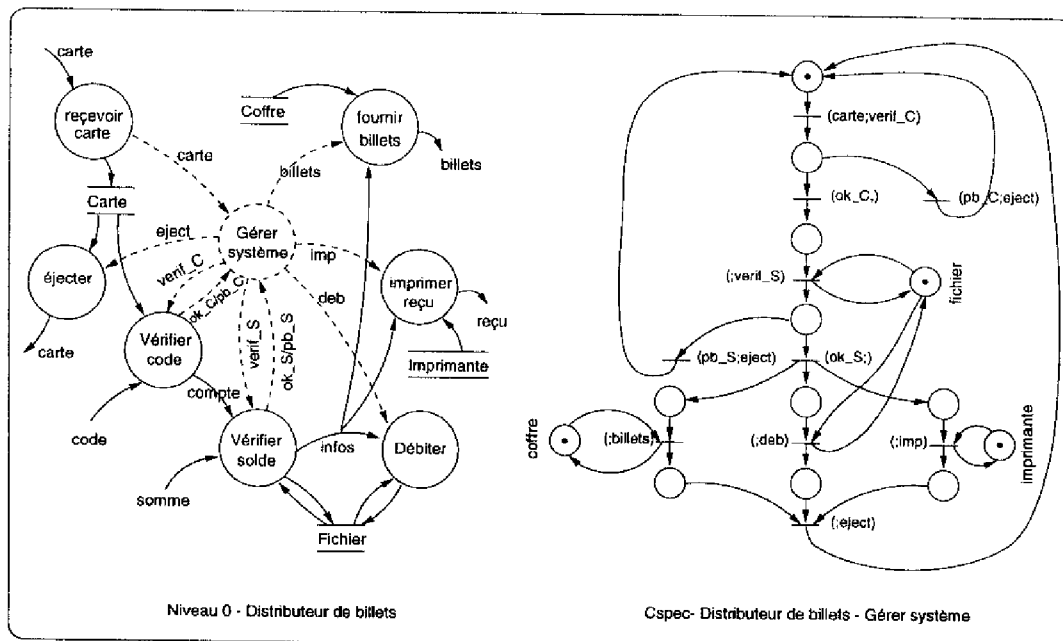 carte
reçevoir
carte
carte
Carte
Coffre
fournir
billets
billets
billets
eject
Gérer
système
imp
éjecter
carte
verif_C
ok_C/pb_C
deb
imprimer
reçu
reçu
Imprimante
Vérifier
code
code
compte
verif_S
ok_S/pb_S
Vérifier
solde
somme
infos
Débiter
Fichier
Niveau 0 - Distributeur de billets
(carte;verif_C)
(ok_C;)
(pb_C;eject)
(;verif_S)
fichier
(pb_S;eject)
(ok_S;)
coffre
(;billets)
(;deb)
(;imp)
imprimante
(;eject)
Cspec- Distributeur de billets - Gérer système